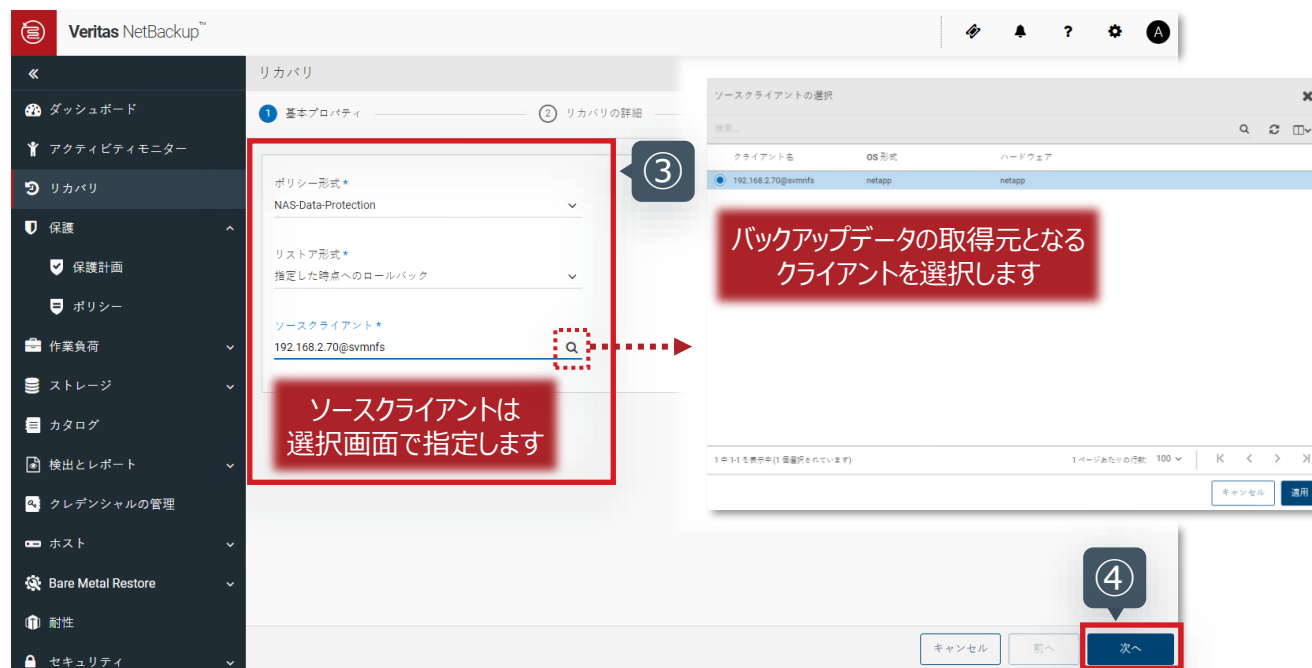 Veritas NetBackup™
A
ダッシュボード
アクティビティモニター
リカバリ
保護
保護計画
ポリシー
作業負荷
ストレージ
カタログ
検出とレポート
クレデンシャルの管理
ホスト
Bare Metal Restore
耐性
セキュリティ
リカバリ
1 基本プロパティ
2 リカバリの詳細
③
ポリシー形式 *
NAS-Data-Protection
リストア形式 *
指定した時点へのロールバック
ソースクライアント *
192.168.2.70@svmnfs
ソースクライアントは
選択画面で指定します
ソースクライアントの選択
検索...
クライアント名 OS 形式 ハードウェア
192.168.2.70@svmnfs netapp netapp
バックアップデータの取得元となる
クライアントを選択します
1 中 1-1 を表示中(1 個選択されています) 1 ページあたりの行数: 100
キャンセル 適用
④
キャンセル 前へ 次へ